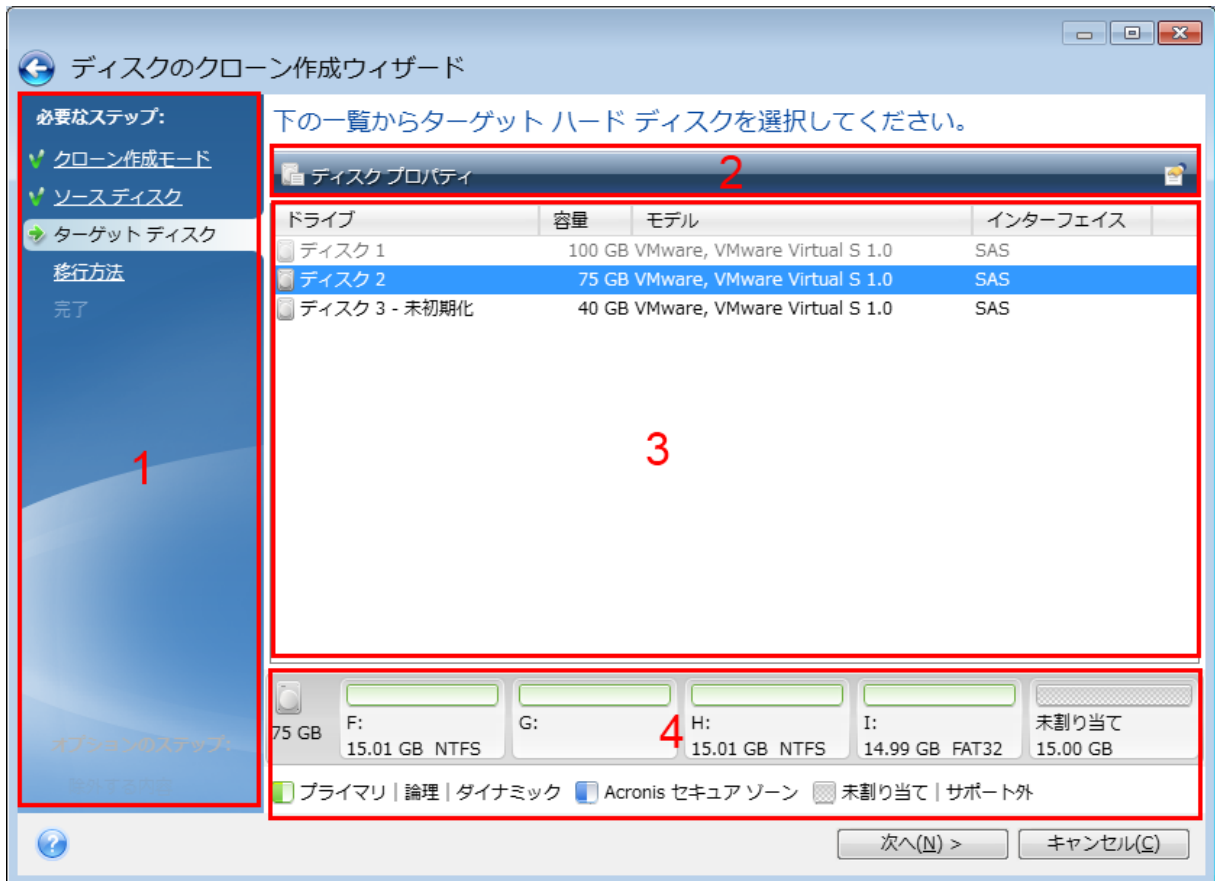 ディスクのクローン作成ウィザード
必要なステップ:
クローン作成モード
ソース ディスク
ターゲット ディスク
移行方法
完了
1
オプションのステップ:
下の一覧からターゲット ハード ディスクを選択してください。
ディスク プロパティ
2
ドライブ 容量 モデル インターフェイス
ディスク 1 100 GB VMware, VMware Virtual S 1.0 SAS
ディスク 2 75 GB VMware, VMware Virtual S 1.0 SAS
ディスク 3 - 未初期化 40 GB VMware, VMware Virtual S 1.0 SAS
3
75 GB
F:
15.01 GB NTFS
G:
4
H:
15.01 GB NTFS
I:
14.99 GB FAT32
未割り当て
15.00 GB
プライマリ | 論理 | ダイナミック Acronis セキュア ゾーン 未割り当て | サポート外
次へ(N) > キャンセル(C)